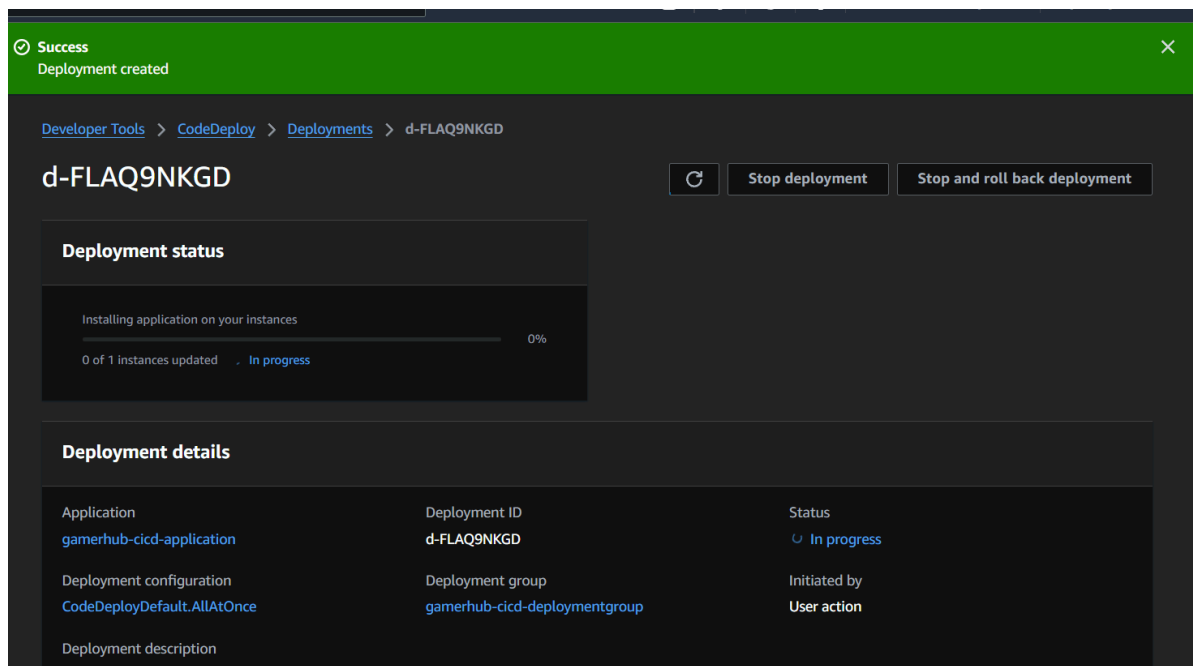 Success
Deployment created
Developer Tools > CodeDeploy > Deployments > d-FLAQ9NKGD
d-FLAQ9NKGD
Stop deployment
Stop and roll back deployment
Deployment status
Installing application on your instances
0%
0 of 1 instances updated
In progress
Deployment details
Application
Deployment ID
Status
gamerhub-cicd-application
d-FLAQ9NKGD
In progress
Deployment configuration
Deployment group
Initiated by
CodeDeployDefault.AllAtOnce
gamerhub-cicd-deploymentgroup
User action
Deployment description